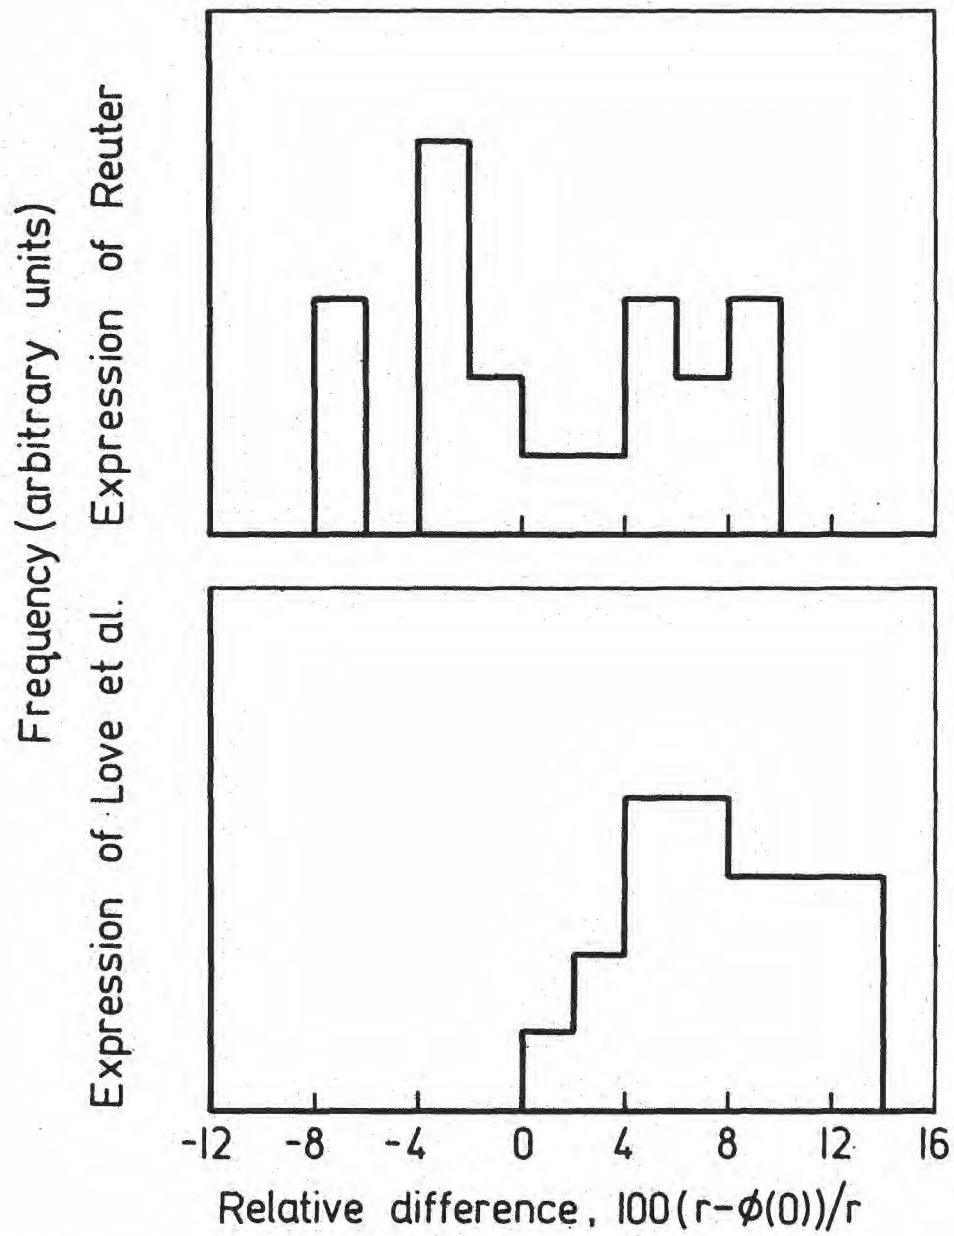 Frequency (arbitrary units)
Expression of Reuter
Expression of Love et al.
-12 -8 -4 0 4 8 12 16
Relative difference, 100(r-ϕ(0))/r